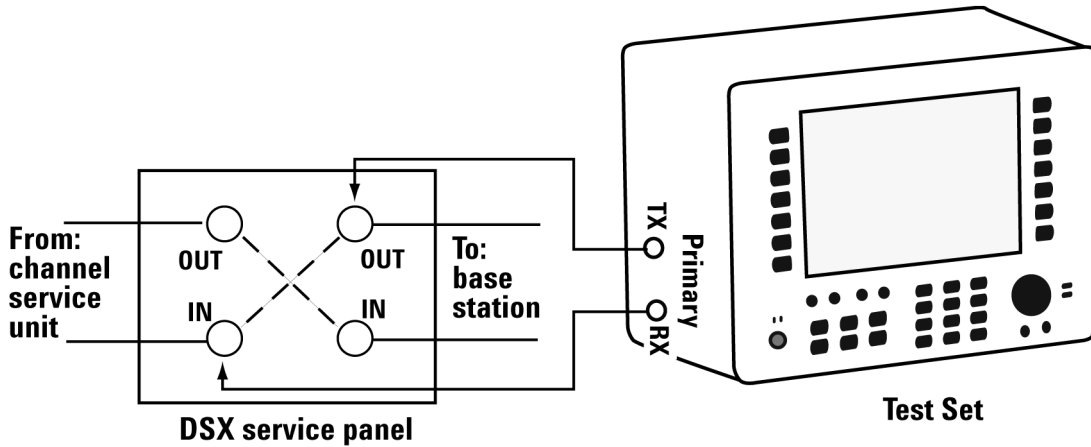 From:
channel
service
unit
OUT
IN
OUT
IN
To:
base
station
DSX service panel
TX
Primary
RX
Test Set